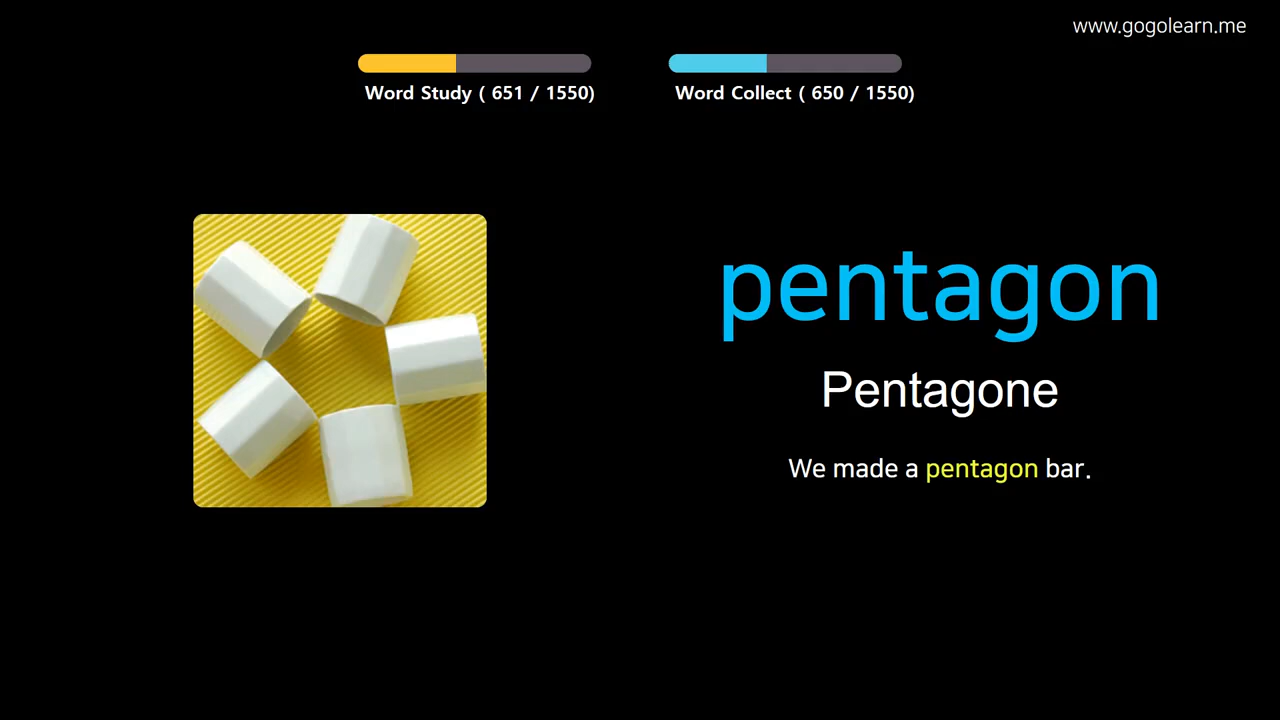 www.gogolearn.me
Word Study ( 651 / 1550)
Word Collect ( 650 / 1550)
pentagon
Pentagone
We made a pentagon bar.